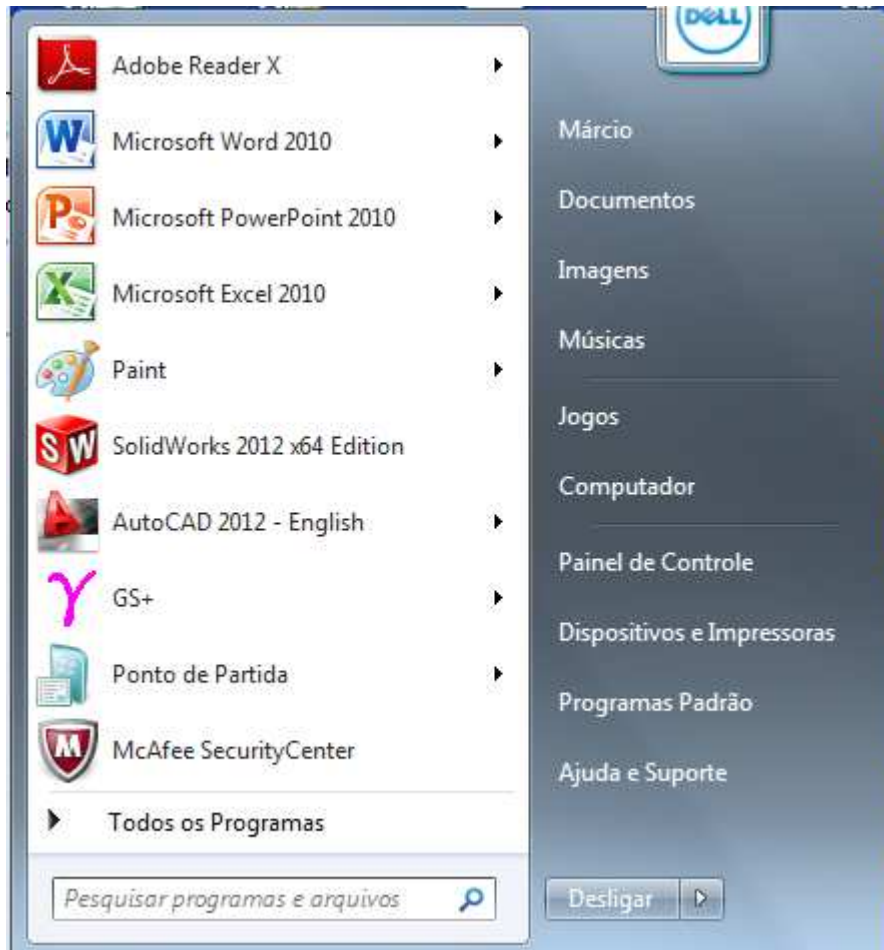 Adobe Reader X
Microsoft Word 2010
Microsoft PowerPoint 2010
Microsoft Excel 2010
Paint
SolidWorks 2012 x64 Edition
AutoCAD 2012 - English
GS+
Ponto de Partida
McAfee SecurityCenter
Todos os Programas
Pesquisar programas e arquivos
DELL
Márcio
Documentos
Imagens
Músicas
Jogos
Computador
Painel de Controle
Dispositivos e Impressoras
Programas Padrão
Ajuda e Suporte
Desligar